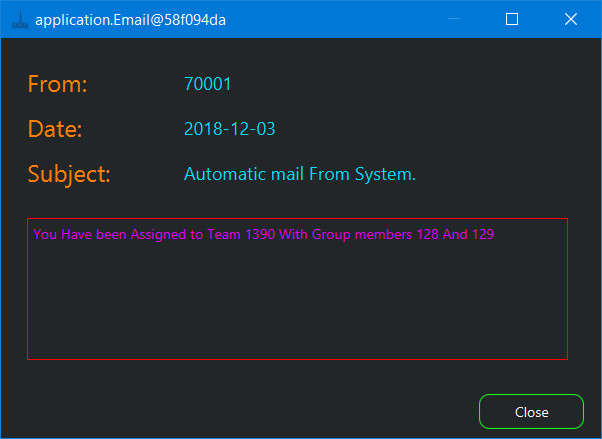 application.Email@58f094da
From: 70001
Date: 2018-12-03
Subject: Automatic mail From System.
You Have been Assigned to Team 1390 With Group members 128 And 129
Close